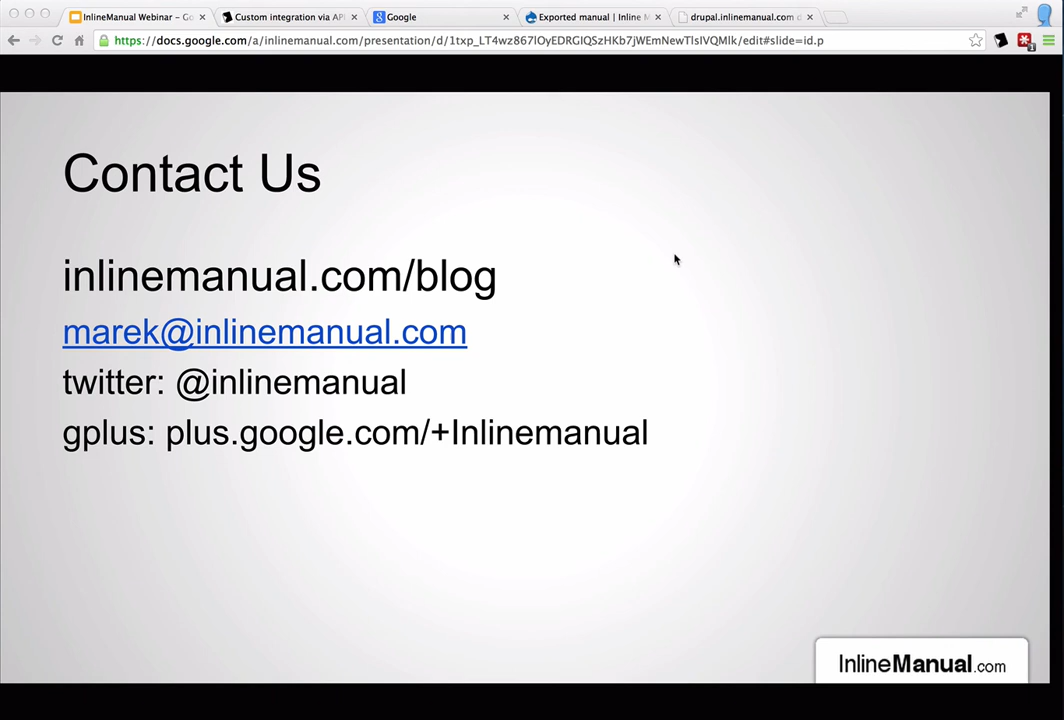 InlineManual Webinar – Go
Custom integration via API
Google
Exported manual | Inline M
drupal.inlinemanual.com d
https://docs.google.com/a/inlinemanual.com/presentation/d/1txp_LT4wz867lOyEDRGlQSzHKb7jWEmNewTlsIVQMlk/edit#slide=id.p
Contact Us
inlinemanual.com/blog
marek@inlinemanual.com
twitter: @inlinemanual
gplus: plus.google.com/+Inlinemanual
InlineManual.com